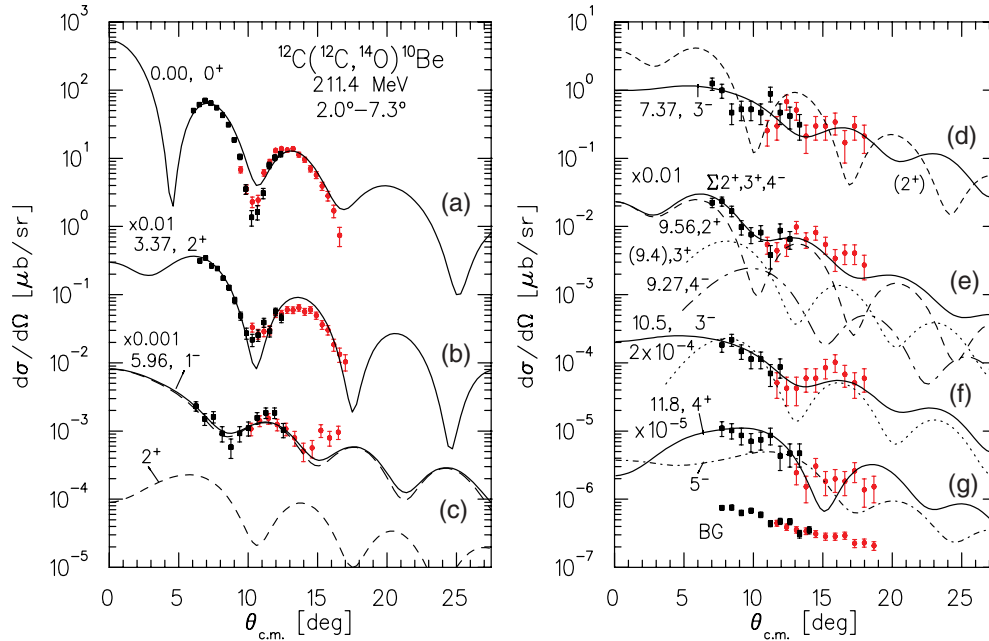 10³
10²
10¹
10⁰
10⁻¹
10⁻²
10⁻³
10⁻⁴
10⁻⁵
dσ/dΩ [μb/sr]
¹²C(¹²C,¹⁴O)¹⁰Be
211.4 MeV
2.0°−7.3°
0.00, 0⁺
(a)
x0.01
3.37, 2⁺
(b)
x0.001
5.96, 1⁻
2⁺
(c)
0 5 10 15 20 25
θc.m. [deg]
10¹
10⁰
10⁻¹
10⁻²
10⁻³
10⁻⁴
10⁻⁵
10⁻⁶
10⁻⁷
dσ/dΩ [μb/sr]
7.37, 3⁻
(d)
(2⁺)
x0.01
Σ2⁺,3⁺,4⁻
9.56,2⁺
(9.4),3⁺
9.27,4⁻
(e)
10.5, 3⁻
2x10⁻⁴
(f)
11.8, 4⁺
x10⁻⁵
5⁻
(g)
BG
0 5 10 15 20 25
θc.m. [deg]